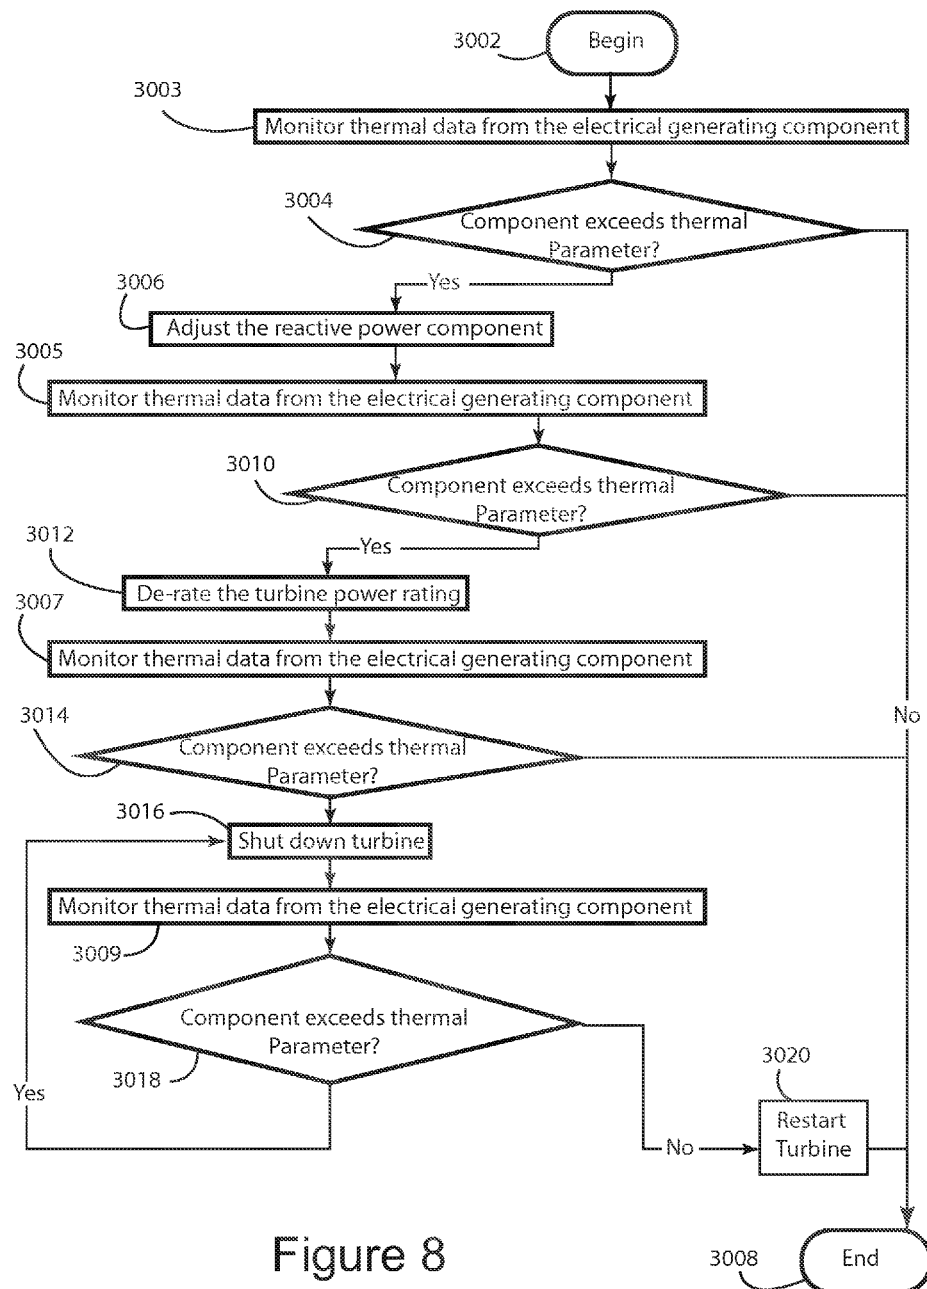 3002
Begin
3003
Monitor thermal data from the electrical generating component
3004
Component exceeds thermal
Parameter?
Yes
3006
Adjust the reactive power component
3005
Monitor thermal data from the electrical generating component
3010
Component exceeds thermal
Parameter?
Yes
3012
De-rate the turbine power rating
3007
Monitor thermal data from the electrical generating component
3014
Component exceeds thermal
Parameter?
No
3016
Shut down turbine
Monitor thermal data from the electrical generating component
3009
Component exceeds thermal
Parameter?
3018
Yes
3020
Restart
Turbine
No
Figure 8
3008
End